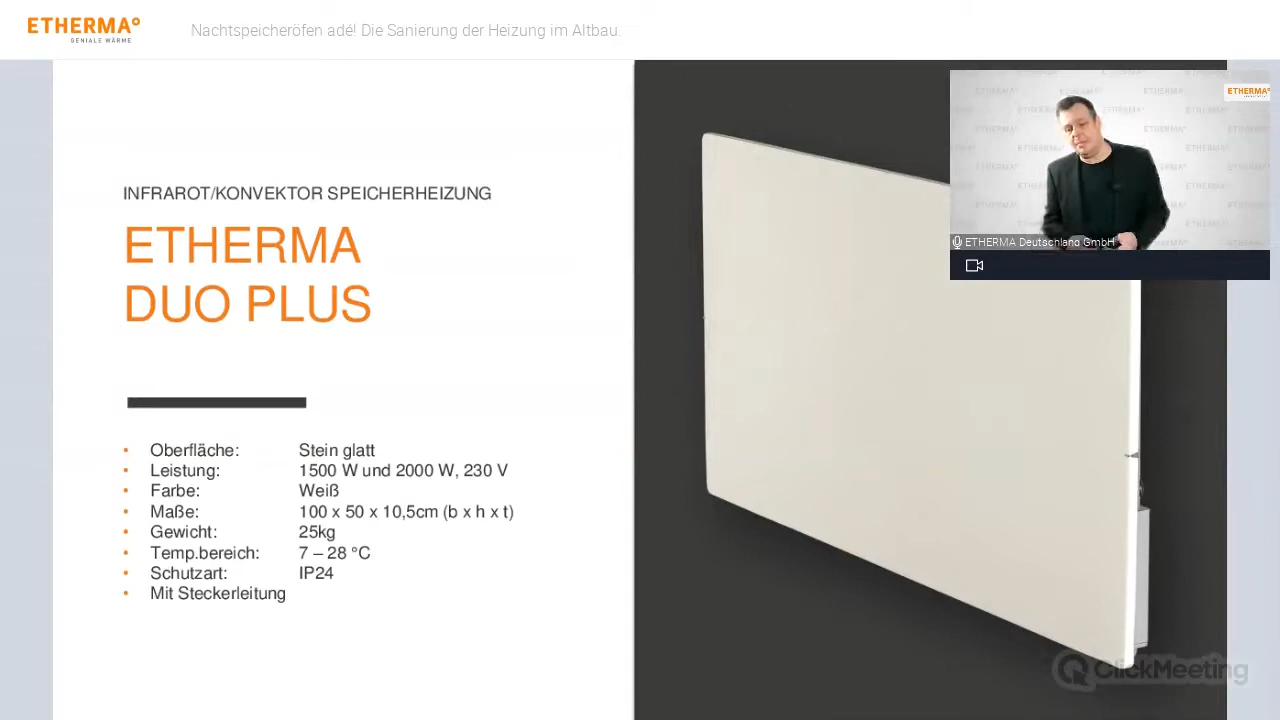 ETHERMA°
GENIALE WÄRME
Nachtspeicheröfen adé! Die Sanierung der Heizung im Altbau.
INFRAROT/KONVEKTOR SPEICHERHEIZUNG
ETHERMA
DUO PLUS
• Oberfläche: Stein glatt
• Leistung: 1500 W und 2000 W, 230 V
• Farbe: Weiß
• Maße: 100 x 50 x 10,5cm (b x h x t)
• Gewicht: 25kg
• Temp.bereich: 7 – 28 °C
• Schutzart: IP24
• Mit Steckerleitung
ETHERMA°
ETHERMA Deutschland GmbH
ClickMeeting